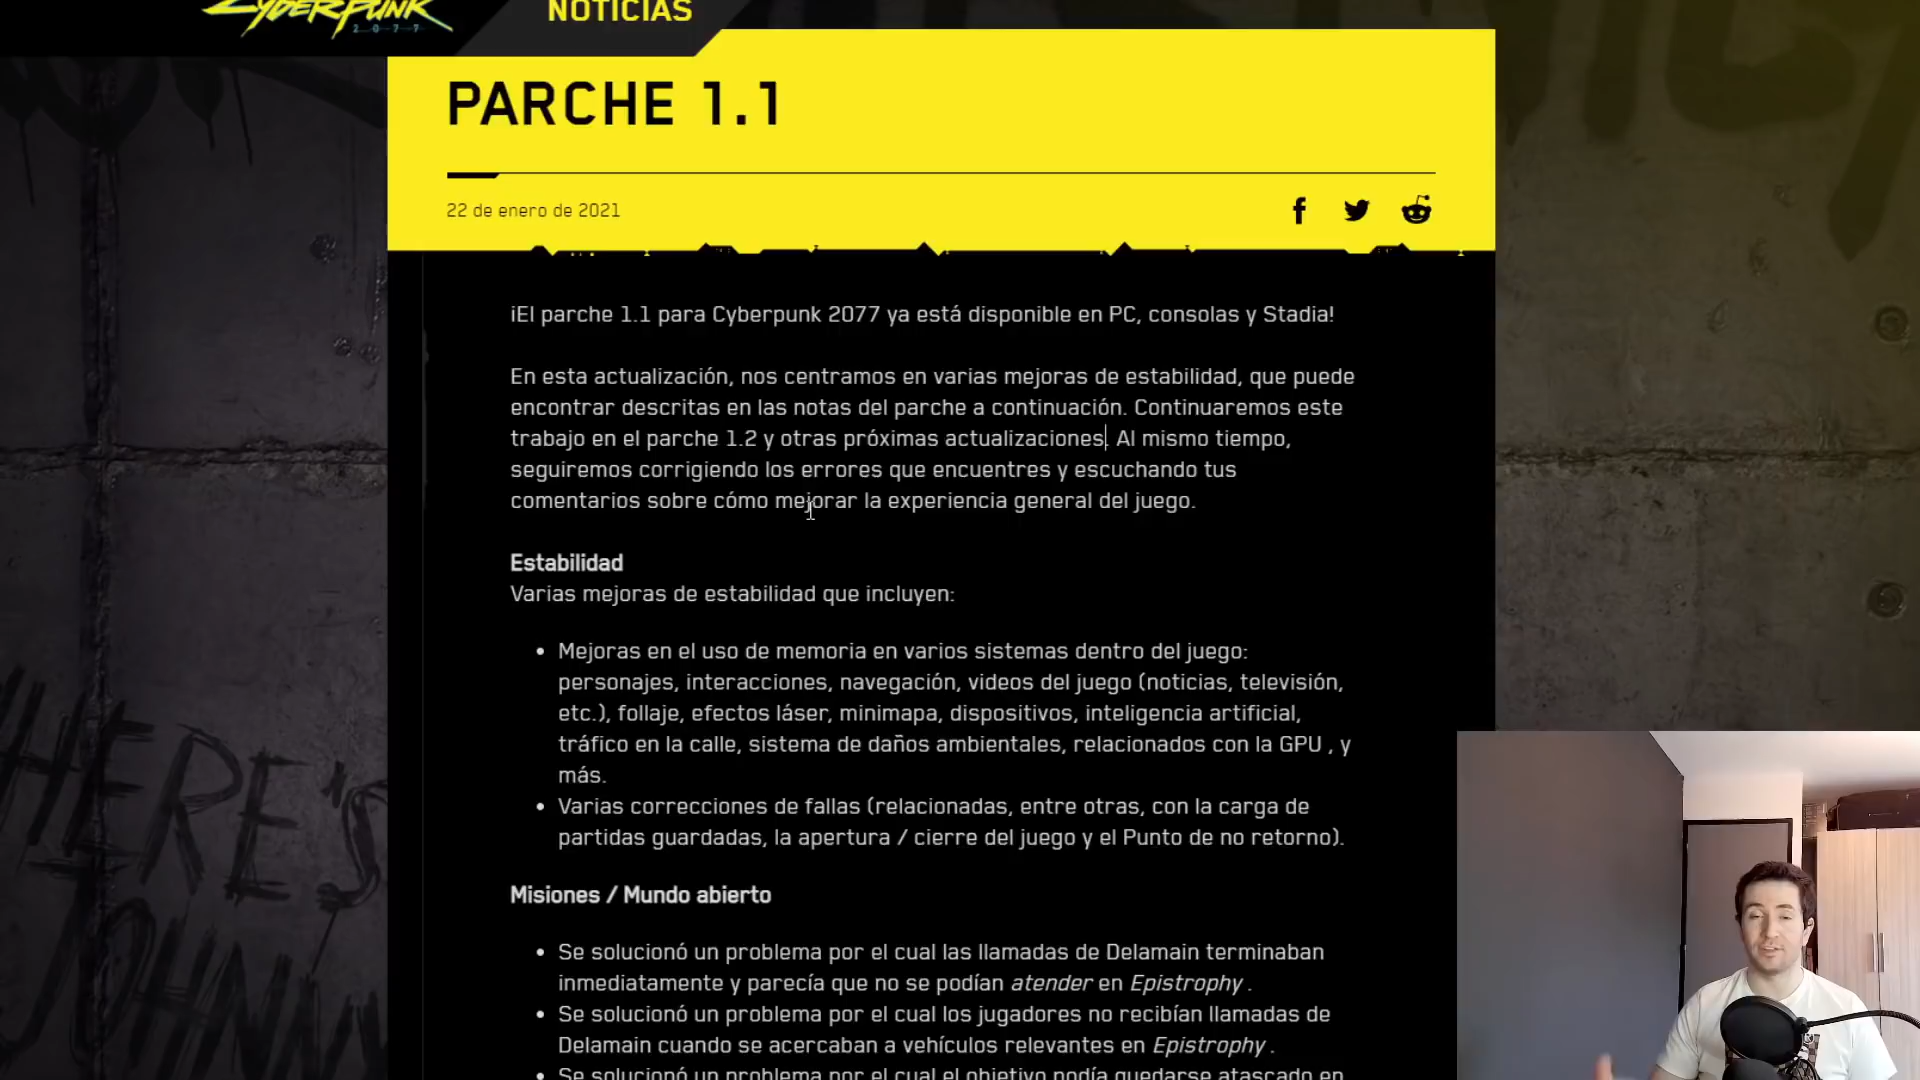 Cyberpunk
2077
NOTICIAS
PARCHE 1.1
22 de enero de 2021
¡El parche 1.1 para Cyberpunk 2077 ya está disponible en PC, consolas y Stadia!
En esta actualización, nos centramos en varias mejoras de estabilidad, que puede
encontrar descritas en las notas del parche a continuación. Continuaremos este
trabajo en el parche 1.2 y otras próximas actualizaciones. Al mismo tiempo,
seguiremos corrigiendo los errores que encuentres y escuchando tus
comentarios sobre cómo mejorar la experiencia general del juego.
Estabilidad
Varias mejoras de estabilidad que incluyen:
• Mejoras en el uso de memoria en varios sistemas dentro del juego:
personajes, interacciones, navegación, videos del juego (noticias, televisión,
etc.), follaje, efectos láser, minimapa, dispositivos, inteligencia artificial,
tráfico en la calle, sistema de daños ambientales, relacionados con la GPU , y
más.
• Varias correcciones de fallas (relacionadas, entre otras, con la carga de
partidas guardadas, la apertura / cierre del juego y el Punto de no retorno).
Misiones / Mundo abierto
• Se solucionó un problema por el cual las llamadas de Delamain terminaban
inmediatamente y parecía que no se podían atender en Epistrophy .
• Se solucionó un problema por el cual los jugadores no recibían llamadas de
Delamain cuando se acercaban a vehículos relevantes en Epistrophy .
• Se solucionó un problema por el cual el objetivo podía quedarse atascado en
HERE'S
JOHNNY